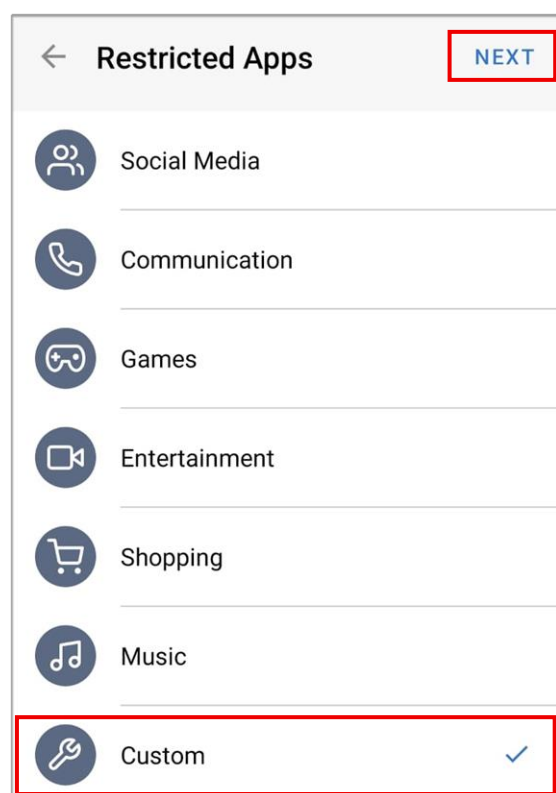 Restricted Apps NEXT
Social Media
Communication
Games
Entertainment
Shopping
Music
Custom